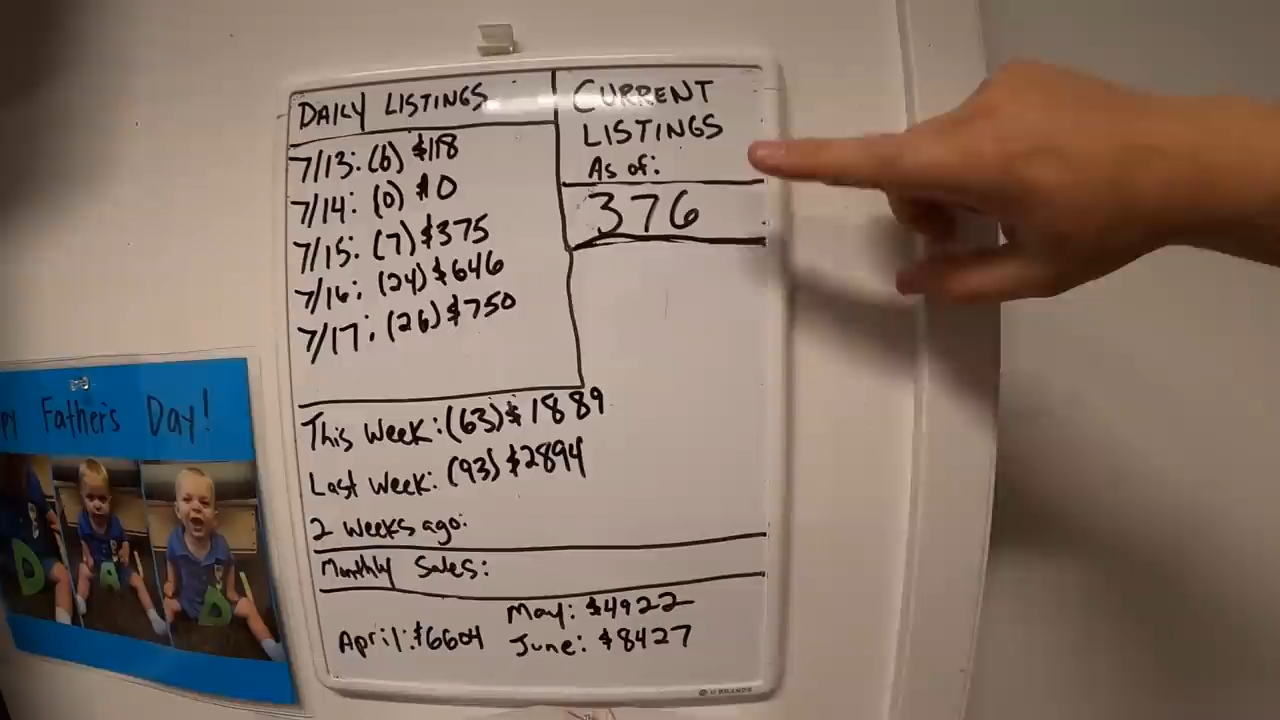 DAILY LISTINGS
7/13: (6) $118
7/14: (0) $0
7/15: (7) $375
7/16: (24) $646
7/17: (26) $750
CURRENT
LISTINGS
As of:
376
This Week: (63) $1889
Last Week: (93) $2894
2 Weeks ago:
Monthly Sales:
April: $6604
May: $4922
June: $8427
U BRANDS
py Father's Day!
D
A
D